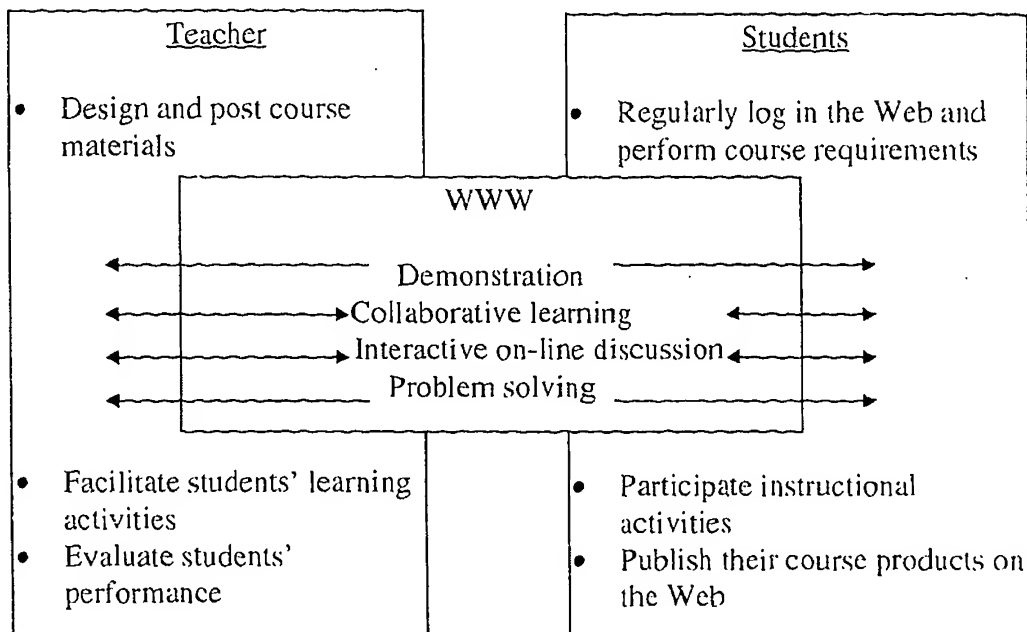 Teacher
• Design and post course
materials
Students
• Regularly log in the Web and
perform course requirements
WWW
Demonstration
Collaborative learning
Interactive on-line discussion
Problem solving
• Facilitate students’ learning
activities
• Evaluate students’
performance
• Participate instructional
activities
• Publish their course products on
the Web